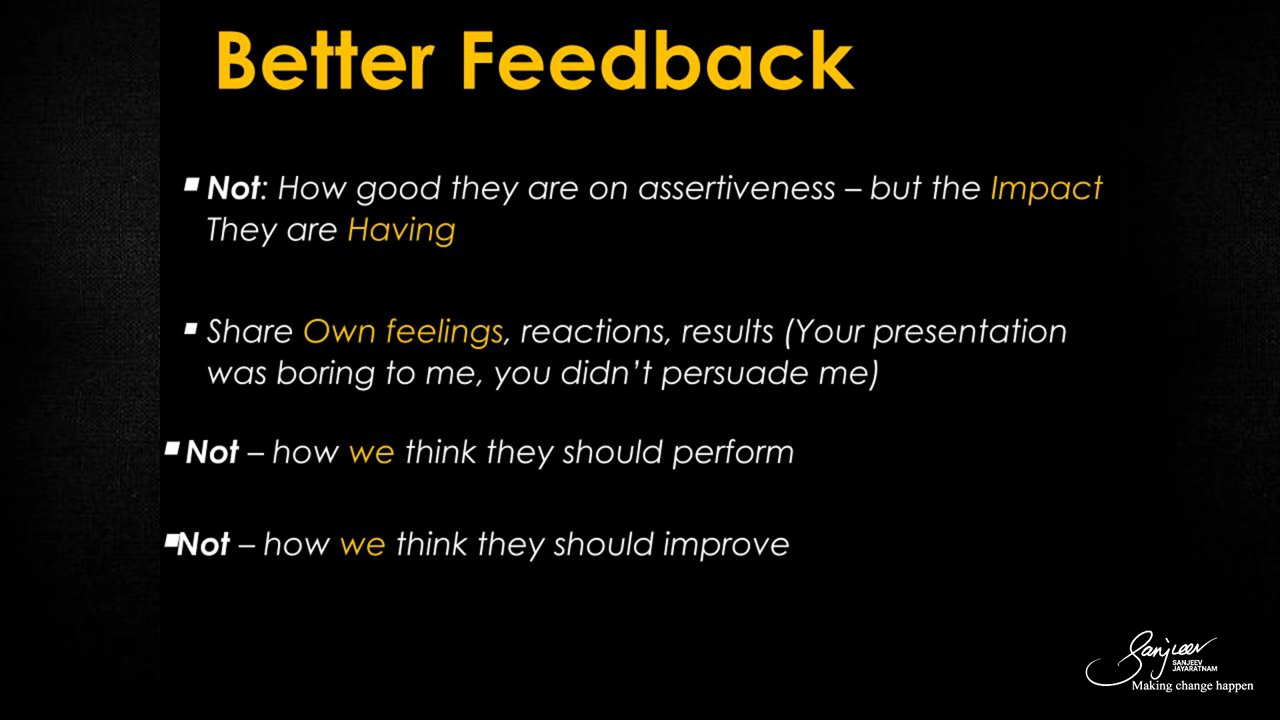 Better Feedback
▪ Not: How good they are on assertiveness – but the Impact
They are Having
▪ Share Own feelings, reactions, results (Your presentation
was boring to me, you didn’t persuade me)
▪ Not – how we think they should perform
▪Not – how we think they should improve
Sanjeev
SANJEEV
JAYARATNAM
Making change happen